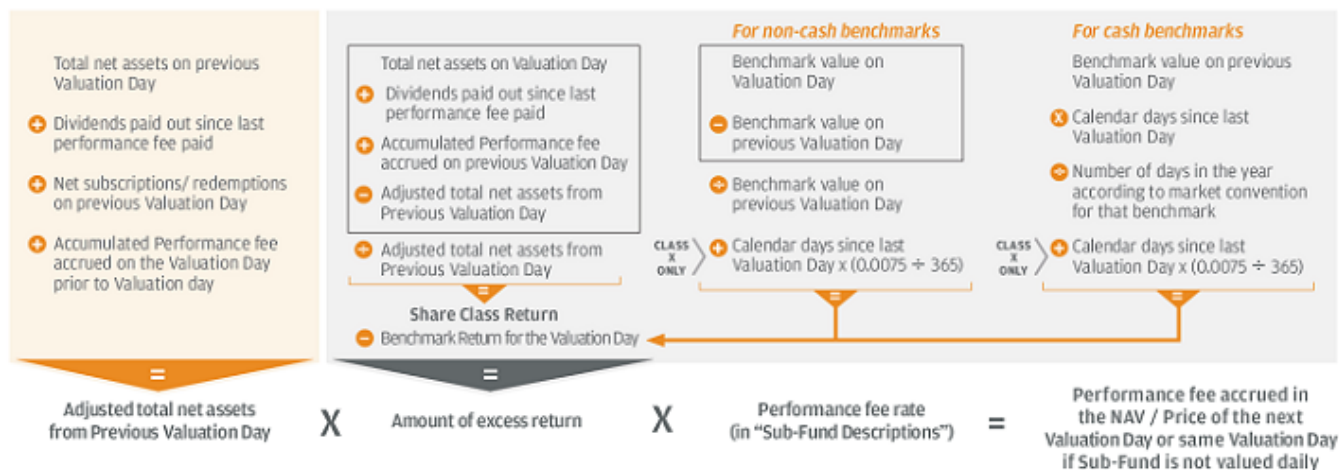 Total net assets on previous
Valuation Day
+ Dividends paid out since last
performance fee paid
+ Net subscriptions/ redemptions
on previous Valuation Day
+ Accumulated Performance fee
accrued on the Valuation Day
prior to Valuation day
=
Adjusted total net assets
from Previous Valuation Day
X
Total net assets on Valuation Day
+ Dividends paid out since last
performance fee paid
+ Accumulated Performance fee
accrued on previous Valuation Day
− Adjusted total net assets from
Previous Valuation Day
÷ Adjusted total net assets from
Previous Valuation Day
=
Share Class Return
− Benchmark Return for the Valuation Day
=
Amount of excess return
For non-cash benchmarks
Benchmark value on
Valuation Day
− Benchmark value on
previous Valuation Day
÷ Benchmark value on
previous Valuation Day
CLASS
X
ONLY
+ Calendar days since last
Valuation Day x (0.0075 ÷ 365)
=
For cash benchmarks
Benchmark value on previous
Valuation Day
x Calendar days since last
Valuation Day
÷ Number of days in the year
according to market convention
for that benchmark
CLASS
X
ONLY
+ Calendar days since last
Valuation Day x (0.0075 ÷ 365)
=
X
Performance fee rate
(in “Sub-Fund Descriptions”)
=
Performance fee accrued in
the NAV / Price of the next
Valuation Day or same Valuation Day
if Sub-Fund is not valued daily